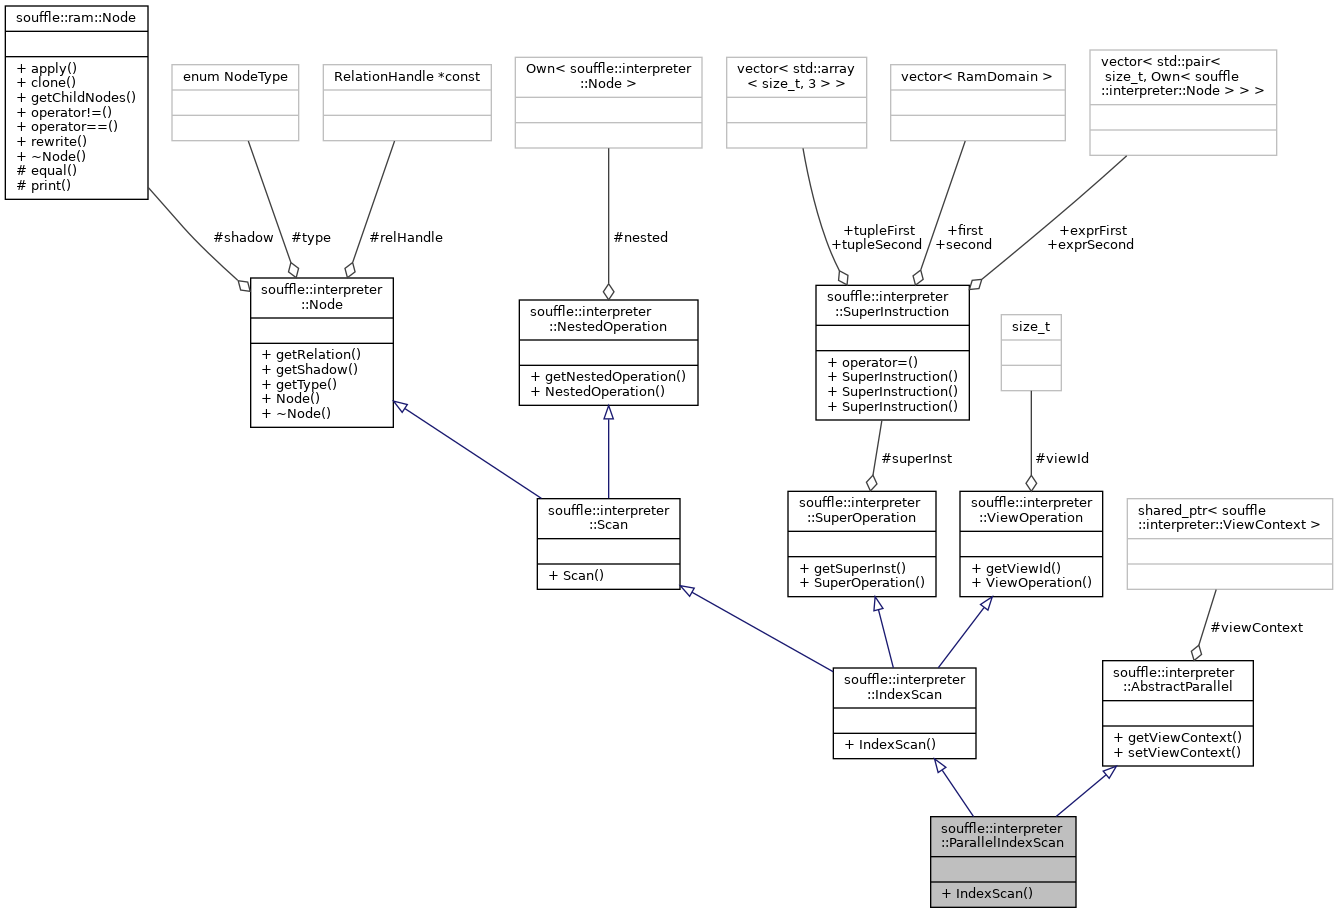 souffle::ram::Node
+ apply()
+ clone()
+ getChildNodes()
+ operator!=()
+ operator==()
+ rewrite()
+ ~Node()
# equal()
# print()
enum NodeType
RelationHandle *const
Own< souffle::interpreter
::Node >
vector< std::array
< size_t, 3 > >
vector< RamDomain >
vector< std::pair<
size_t, Own< souffle
::interpreter::Node > > >
#shadow
#type
#relHandle
#nested
+tupleFirst
+tupleSecond
+first
+second
+exprFirst
+exprSecond
souffle::interpreter
::Node
+ getRelation()
+ getShadow()
+ getType()
+ Node()
+ ~Node()
souffle::interpreter
::NestedOperation
+ getNestedOperation()
+ NestedOperation()
souffle::interpreter
::SuperInstruction
+ operator=()
+ SuperInstruction()
+ SuperInstruction()
+ SuperInstruction()
size_t
#superInst
#viewId
souffle::interpreter
::Scan
+ Scan()
souffle::interpreter
::SuperOperation
+ getSuperInst()
+ SuperOperation()
souffle::interpreter
::ViewOperation
+ getViewId()
+ ViewOperation()
shared_ptr< souffle
::interpreter::ViewContext >
#viewContext
souffle::interpreter
::IndexScan
+ IndexScan()
souffle::interpreter
::AbstractParallel
+ getViewContext()
+ setViewContext()
souffle::interpreter
::ParallelIndexScan
+ IndexScan()